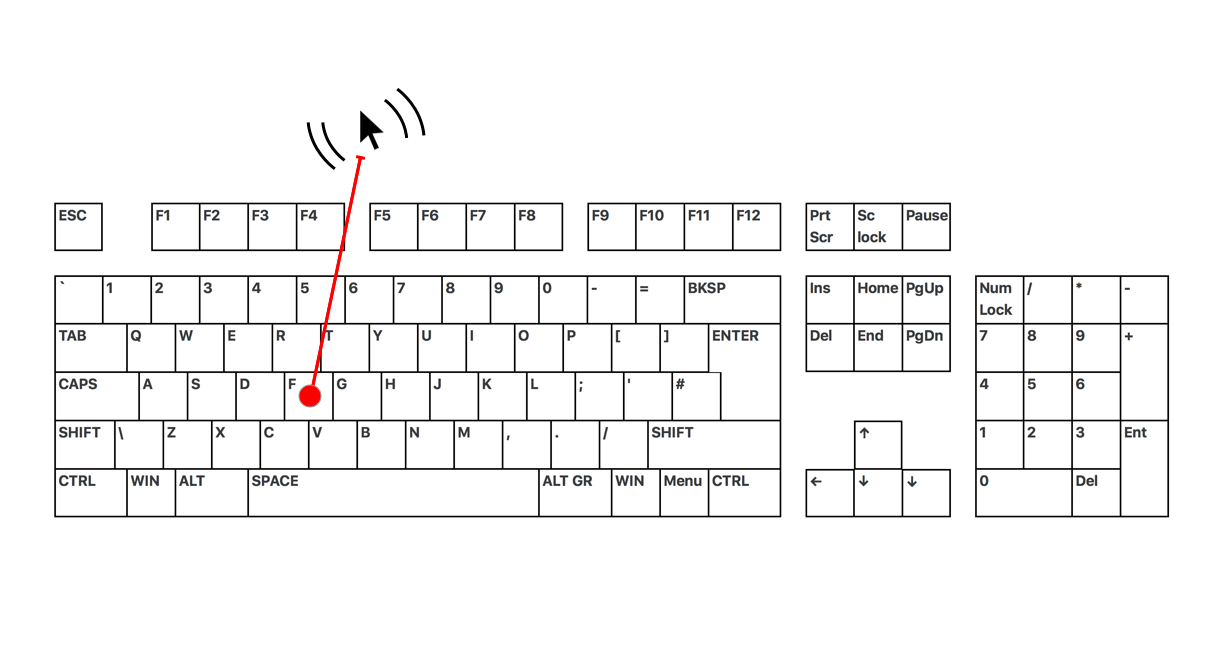 ESC F1 F2 F3 F4 F5 F6 F7 F8 F9 F10 F11 F12 Prt Scr Sc lock Pause
` 1 2 3 4 5 6 7 8 9 0 - = BKSP Ins Home PgUp Num Lock / * -
TAB Q W E R T Y U I O P [ ] ENTER Del End PgDn 7 8 9 +
CAPS A S D F G H J K L ; ' # 4 5 6
SHIFT \ Z X C V B N M , . / SHIFT ↑ 1 2 3 Ent
CTRL WIN ALT SPACE ALT GR WIN Menu CTRL ← ↓ ↓ 0 Del